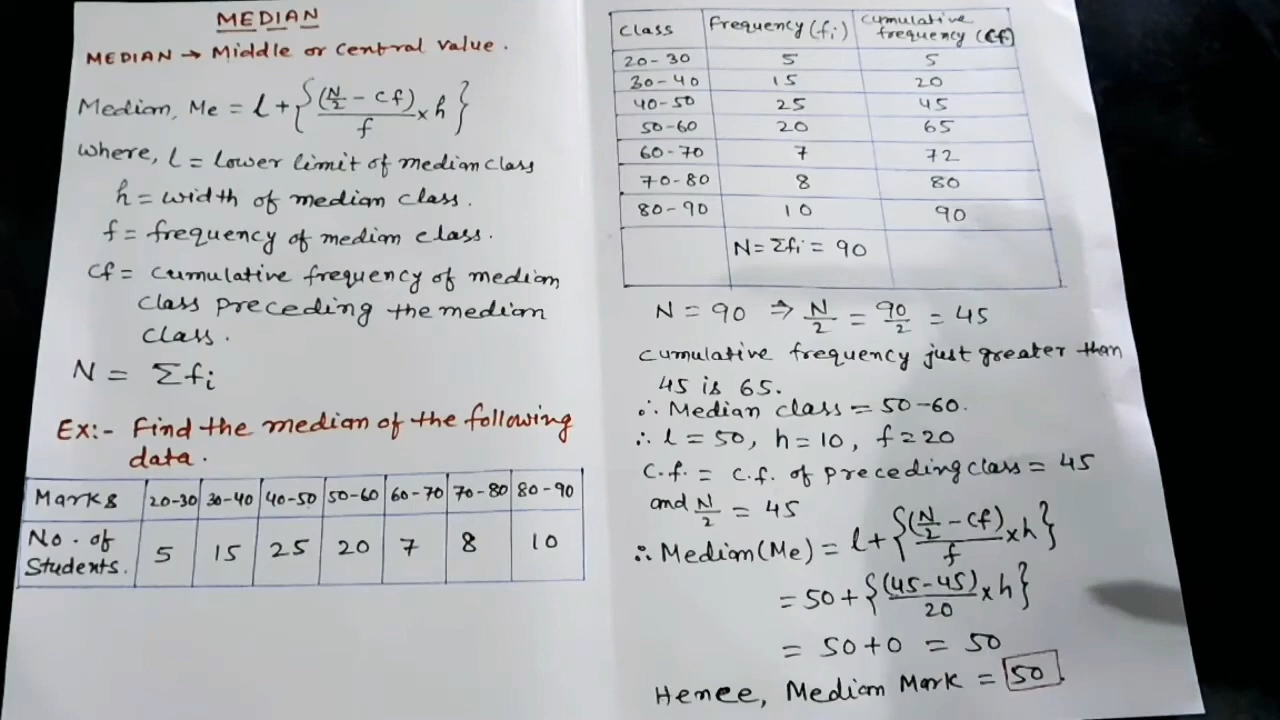 MEDIAN
MEDIAN → Middle or central value.
Median, Me = l + {(N/2 - cf)/f × h}
where, l = lower limit of median class
h = width of median class.
f = frequency of median class.
cf = cumulative frequency of median
class preceding the median
class.
N = Σfi
Ex:- Find the median of the following
data.
Marks 20-30 30-40 40-50 50-60 60-70 70-80 80-90
No. of
Students. 5 15 25 20 7 8 10
Class Frequency (fi) Cumulative
frequency (Cf)
20-30 5 5
30-40 15 20
40-50 25 45
50-60 20 65
60-70 7 72
70-80 8 80
80-90 10 90
N = Σfi = 90
N = 90 ⇒ N/2 = 90/2 = 45
cumulative frequency just greater than
45 is 65.
∴ Median class = 50-60.
∴ l = 50, h = 10, f = 20
C.f. = c.f. of preceding class = 45
and N/2 = 45
∴ Median (Me) = l + {(N/2 - cf)/f × h}
= 50 + {(45-45)/20 × h}
= 50 + 0 = 50
Hence, Median Mark = 50.